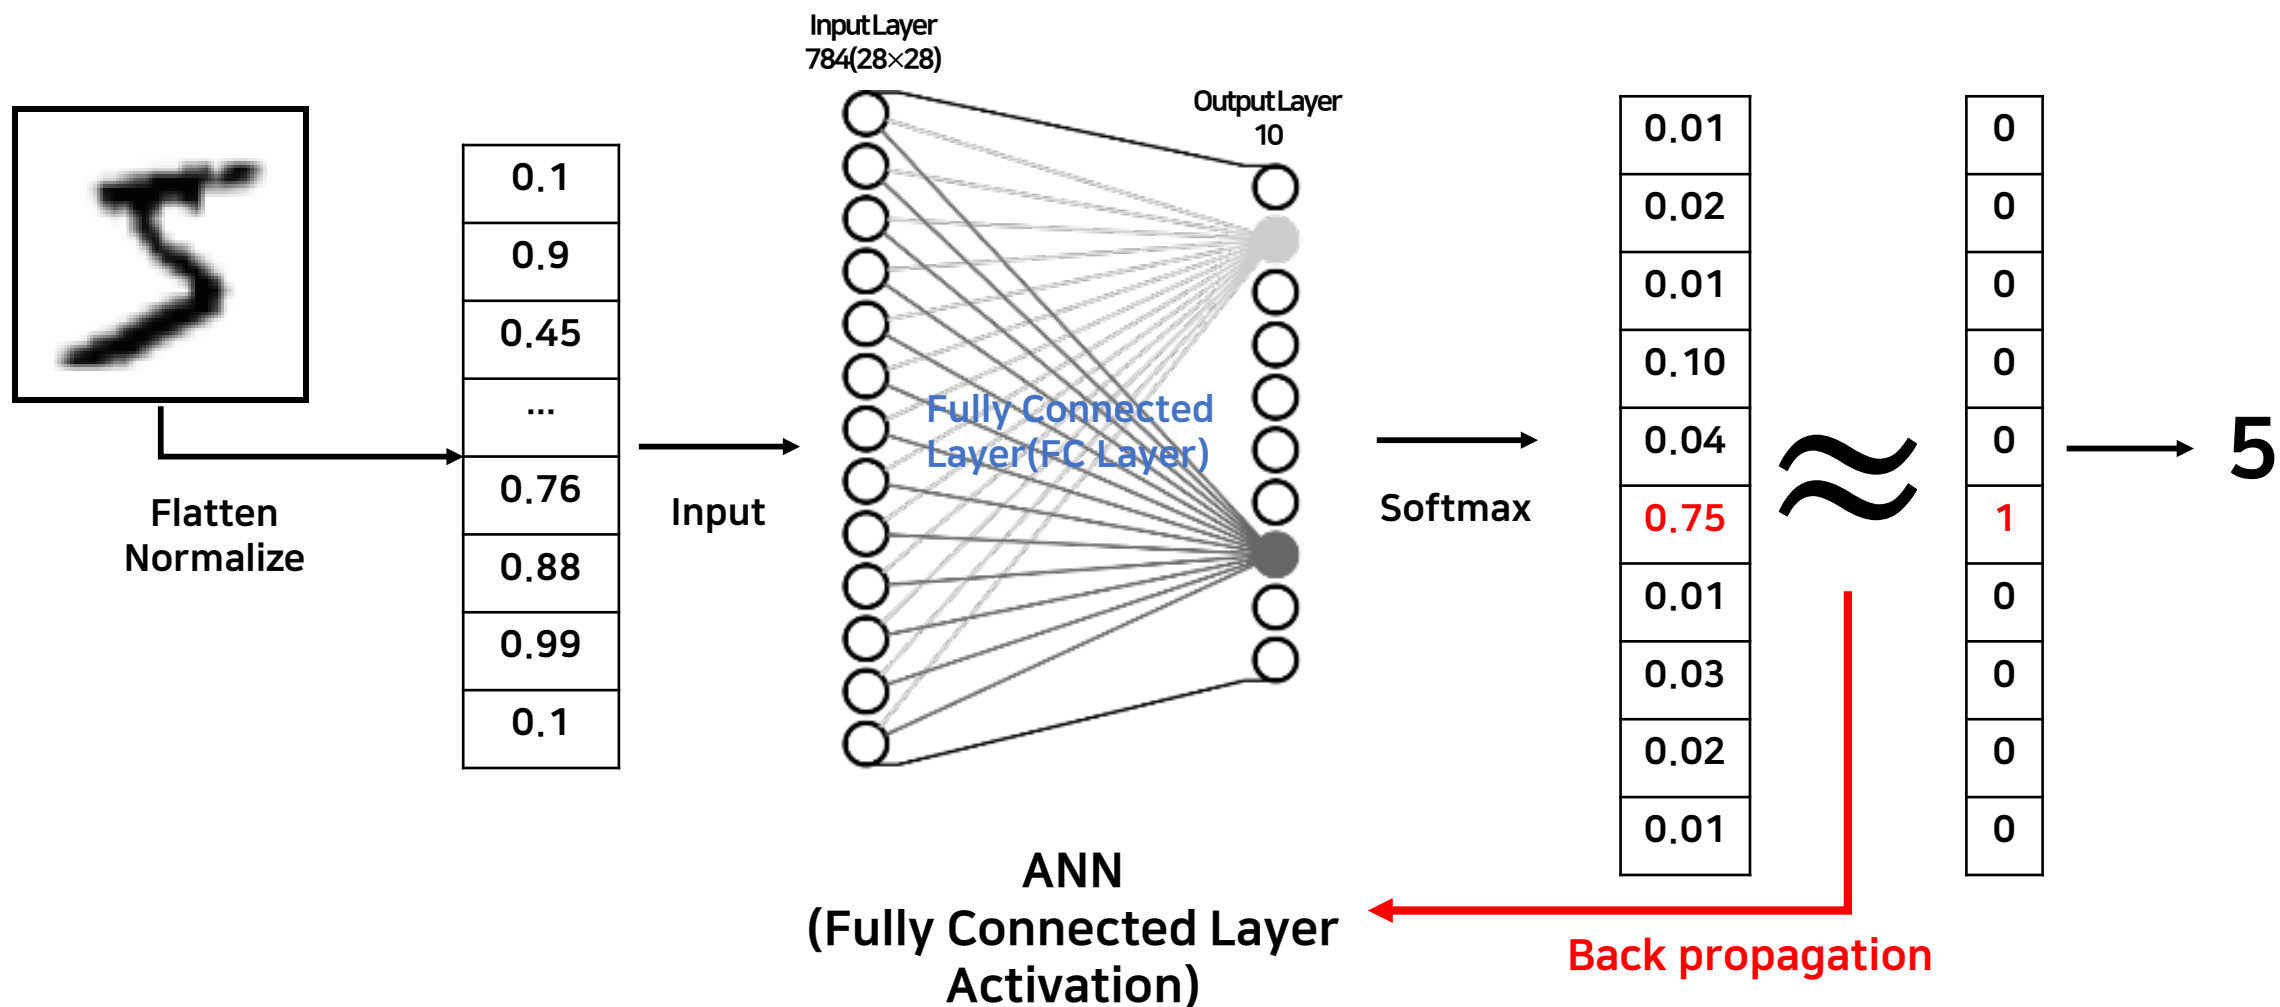 Input Layer
784(28×28)
Output Layer
10
0.1
0.9
0.45
...
0.76
0.88
0.99
0.1
Flatten
Normalize
Input
Fully Connected
Layer(FC Layer)
Softmax
0.01
0.02
0.01
0.10
0.04
0.75
0.01
0.03
0.02
0.01
≈
0
0
0
0
0
1
0
0
0
0
5
ANN
(Fully Connected Layer
Activation)
Back propagation